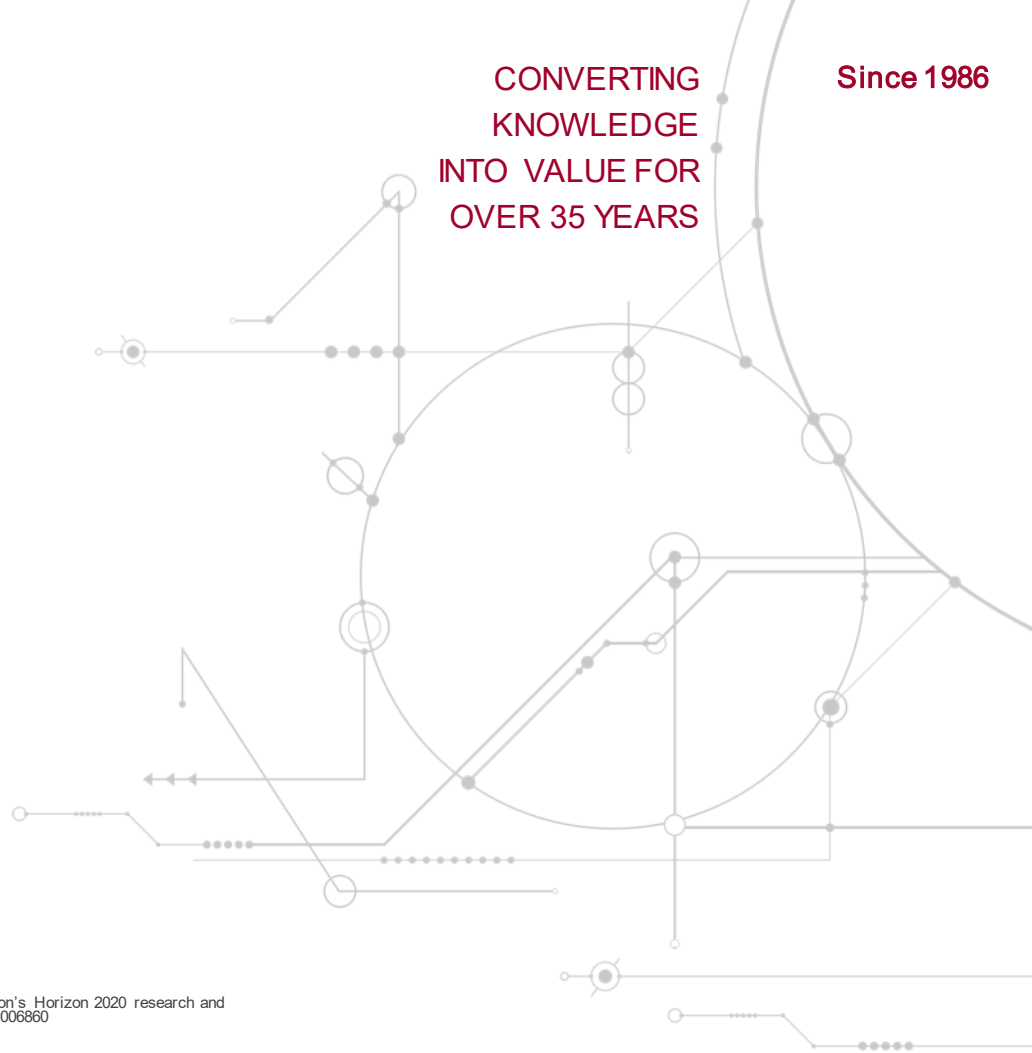 CONVERTING
KNOWLEDGE
INTO VALUE FOR
OVER 35 YEARS
Since 1986
on's Horizon 2020 research and
006860